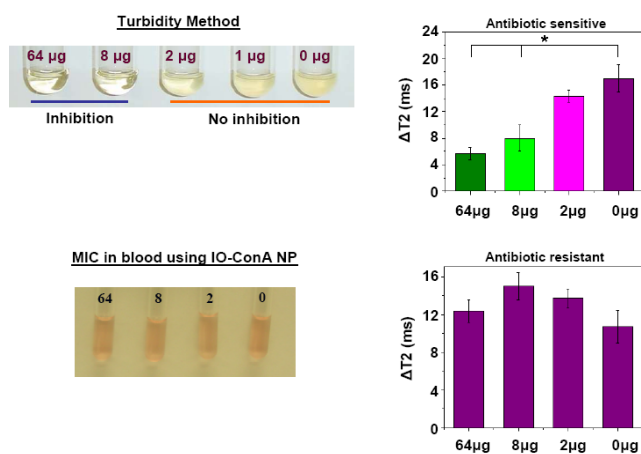 Turbidity Method
64 µg 8 µg 2 µg 1 µg 0 µg
Inhibition No inhibition
Antibiotic sensitive
*
24
20
16
12
8
4
0
ΔT2 (ms)
64µg 8µg 2µg 0µg
MIC in blood using IO-ConA NP
64 8 2 0
Antibiotic resistant
16
12
8
4
0
ΔT2 (ms)
64µg 8µg 2µg 0µg